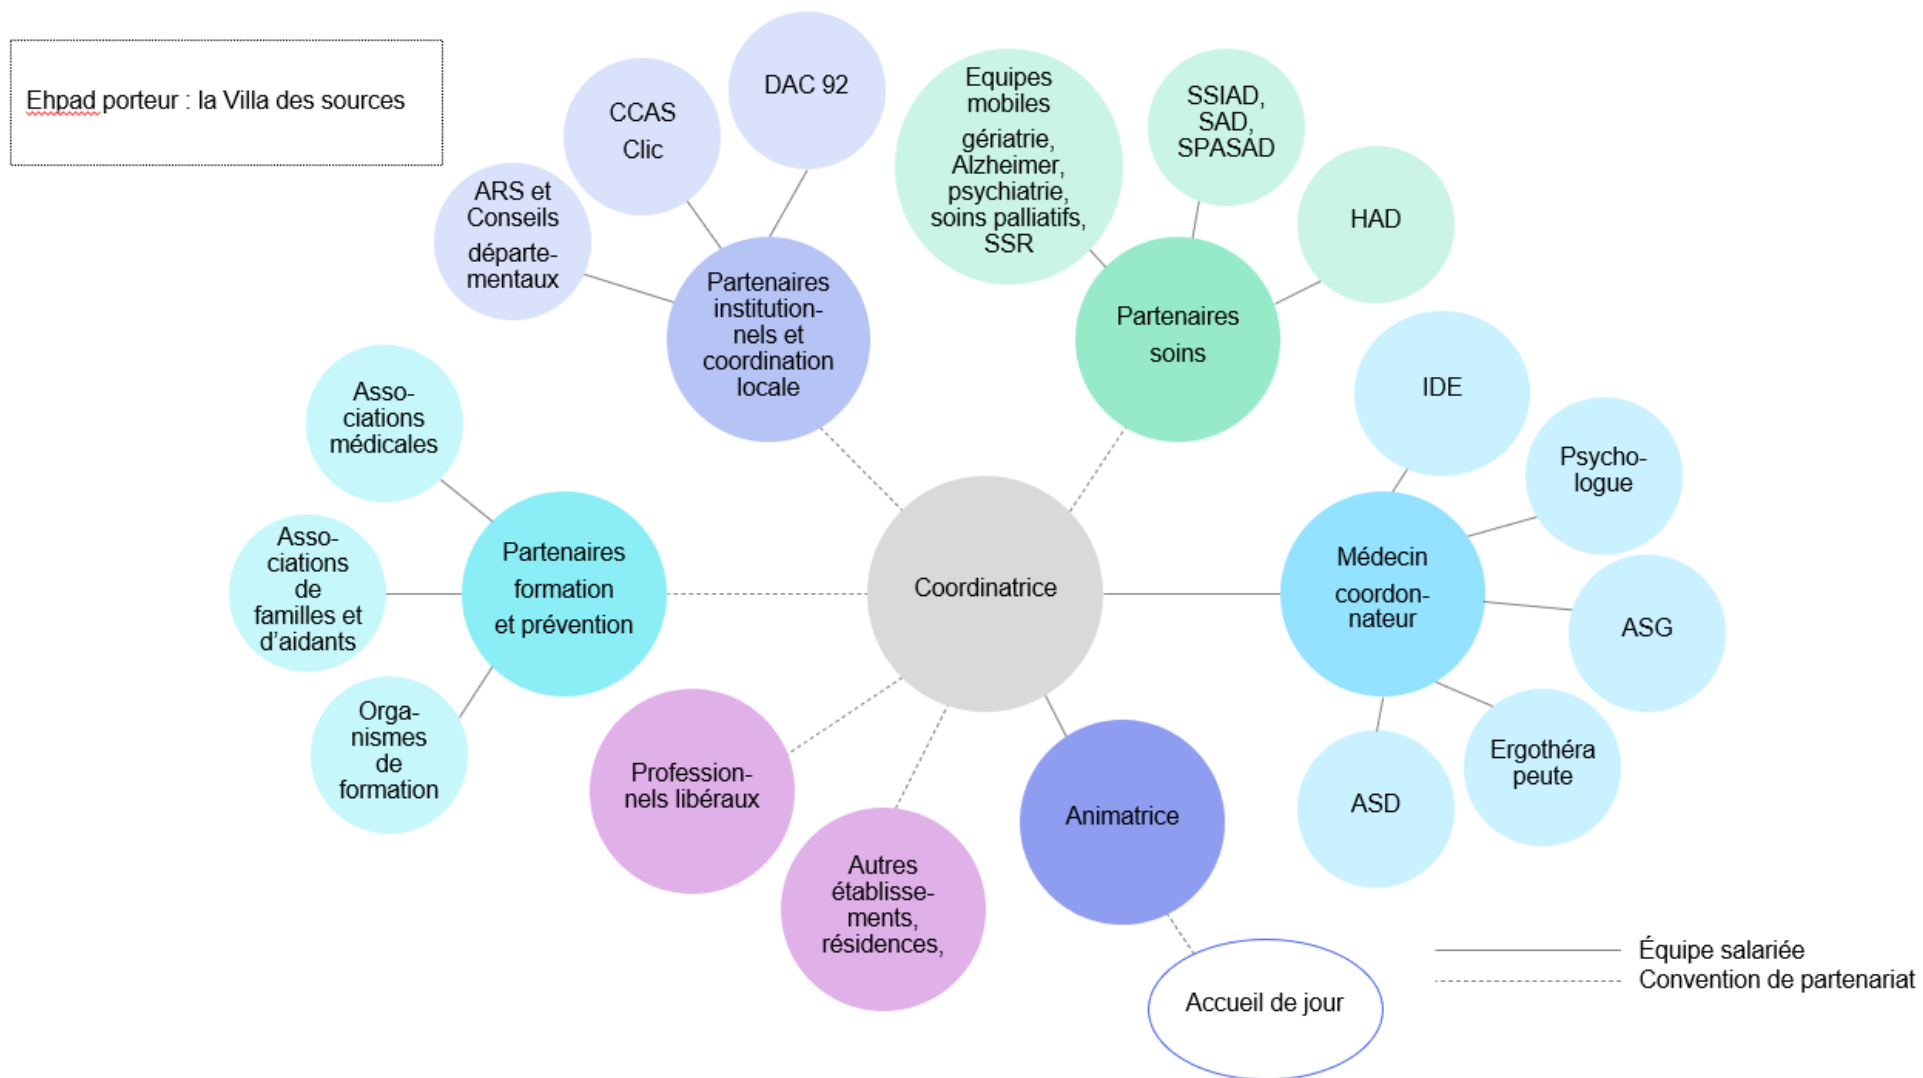 Ehpad porteur : la Villa des sources
DAC 92
CCAS
Clic
ARS et
Conseils
départe-
mentaux
Partenaires
institution-
nels et
coordination
locale
Equipes
mobiles
gériatrie,
Alzheimer,
psychiatrie,
soins palliatifs,
SSR
SSIAD,
SAD,
SPASAD
HAD
Partenaires
soins
IDE
Psycho-
logue
ASG
Ergothéra
peute
ASD
Médecin
coordon-
nateur
Coordinatrice
Asso-
ciations
médicales
Asso-
ciations
de
familles et
d’aidants
Orga-
nismes
de
formation
Partenaires
formation
et prévention
Profession-
nels libéraux
Autres
établisse-
ments,
résidences,
Animatrice
Accueil de jour
Équipe salariée
Convention de partenariat